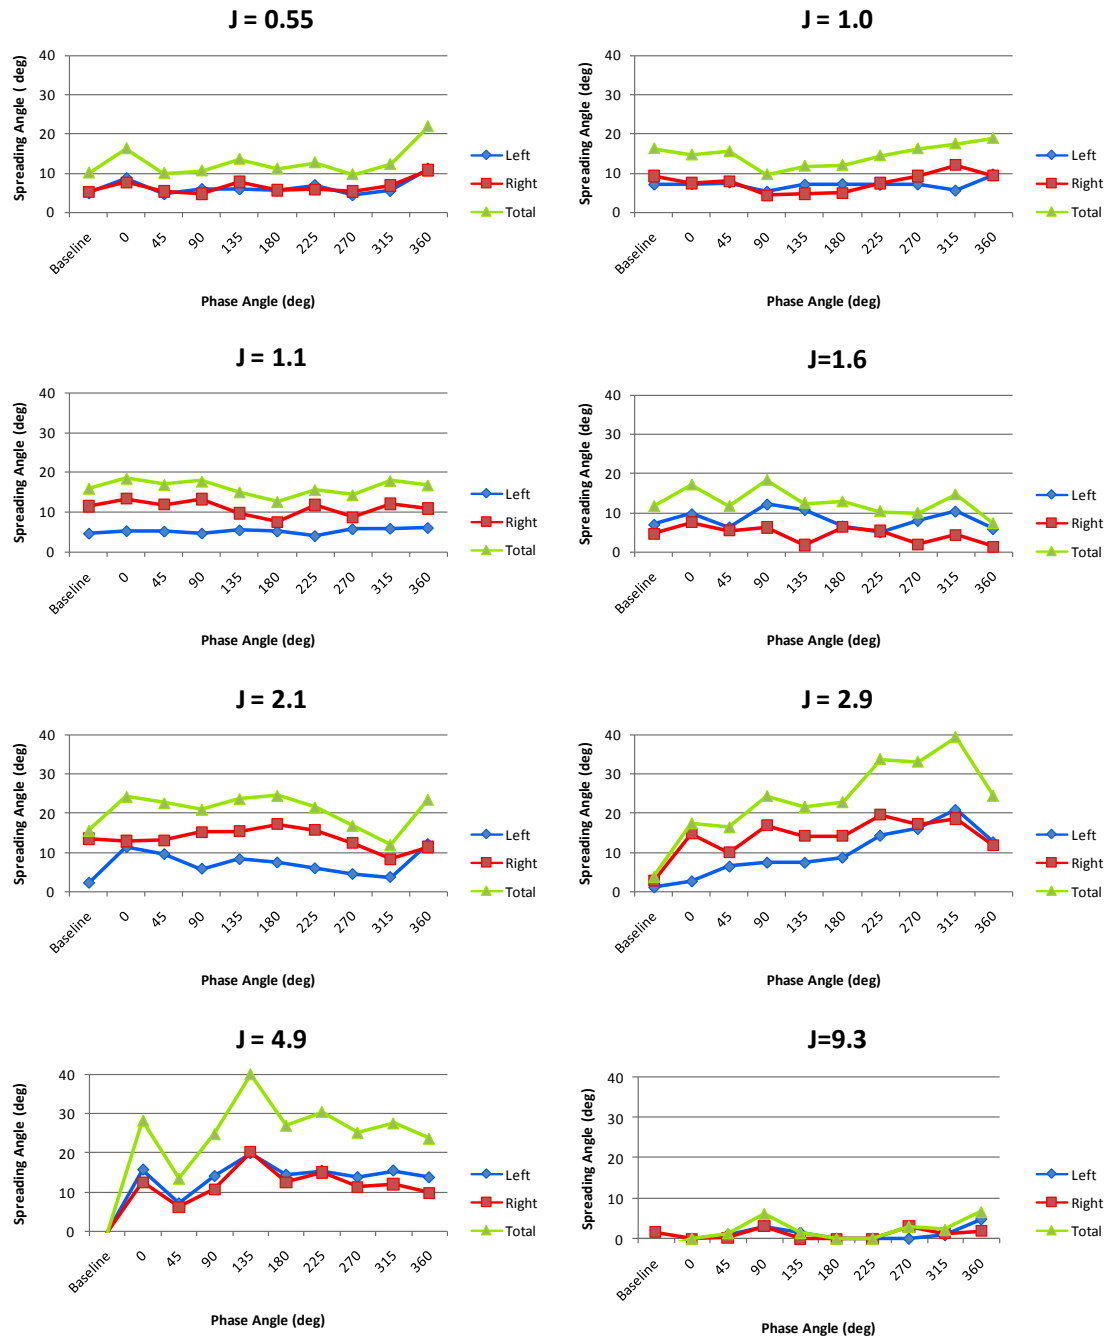 J = 0.55
Spreading Angle ( deg)
40
30
20
10
0
Baseline 0 45 90 135 180 225 270 315 360
Phase Angle (deg)
Left
Right
Total
J = 1.0
Spreading Angle (deg)
40
30
20
10
0
Baseline 0 45 90 135 180 225 270 315 360
Phase Angle (deg)
Left
Right
Total
J = 1.1
Spreading Angle (deg)
40
30
20
10
0
Baseline 0 45 90 135 180 225 270 315 360
Phase Angle (deg)
Left
Right
Total
J=1.6
Spreading Angle (deg)
40
30
20
10
0
Baseline 0 45 90 135 180 225 270 315 360
Phase Angle (deg)
Left
Right
Total
J = 2.1
Spreading Angle (deg)
40
30
20
10
0
Baseline 0 45 90 135 180 225 270 315 360
Phase Angle (deg)
Left
Right
Total
J = 2.9
Spreading Angle (deg)
40
30
20
10
0
Baseline 0 45 90 135 180 225 270 315 360
Phase Angle (deg)
Left
Right
Total
J = 4.9
Spreading Angle (deg)
40
30
20
10
0
Baseline 0 45 90 135 180 225 270 315 360
Phase Angle (deg)
Left
Right
Total
J=9.3
Spreading Angle (deg)
40
30
20
10
0
Baseline 0 45 90 135 180 225 270 315 360
Phase Angle (deg)
Left
Right
Total